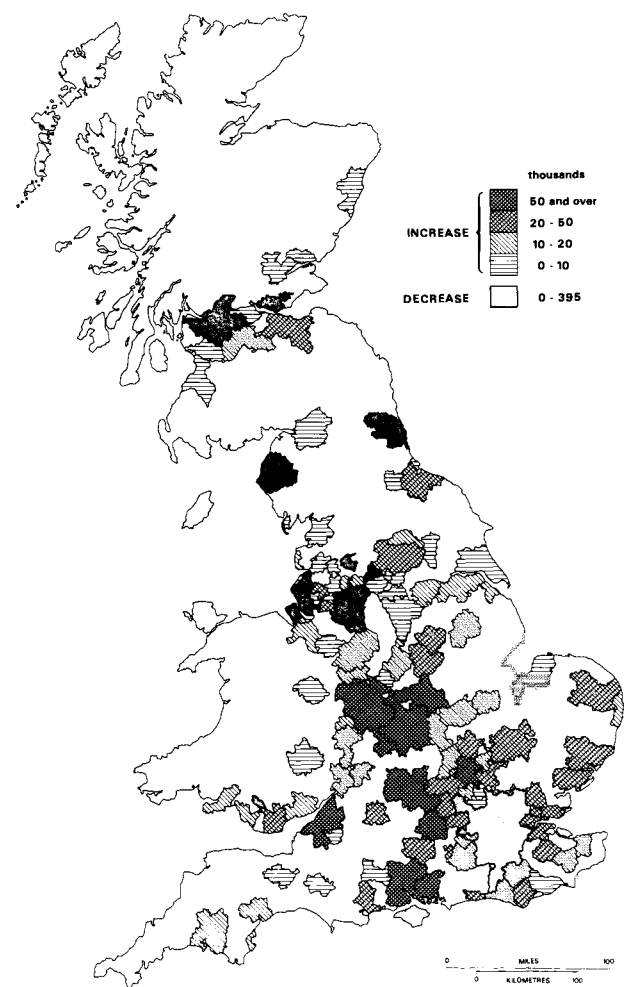 thousands
50 and over
20 - 50
INCREASE
10 - 20
0 - 10
DECREASE
0 - 395
0 MILES 100
0 KILOMETRES 100